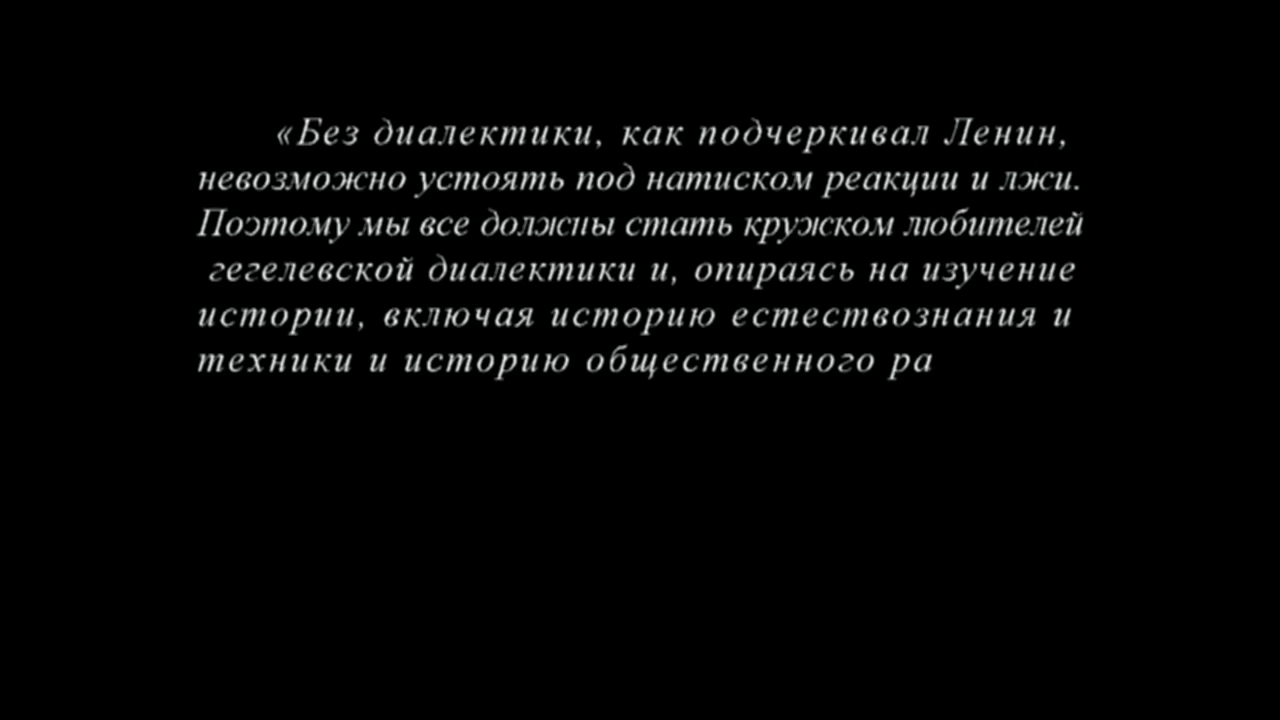 «Без диалектики, как подчеркивал Ленин,
невозможно устоять под натиском реакции и лжи.
Поэтому мы все должны стать кружком любителей
гегелевской диалектики и, опираясь на изучение
истории, включая историю естествознания и
техники и историю общественного ра